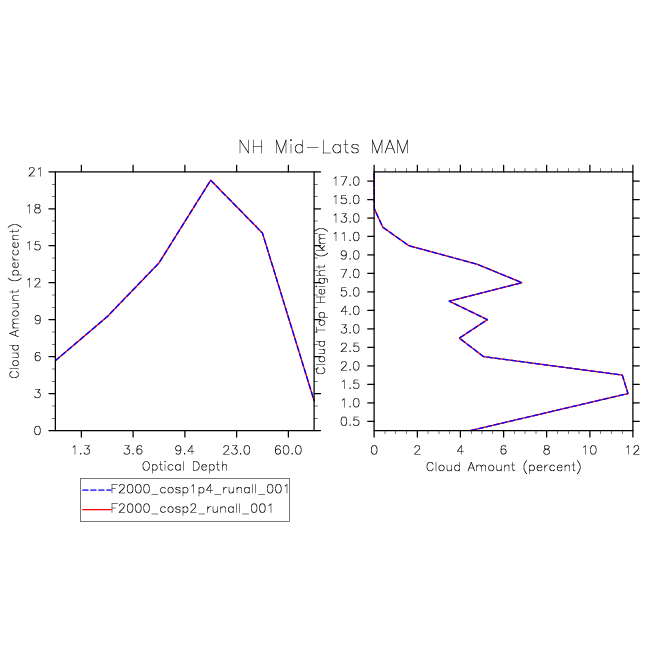 NH Mid-Lats MAM
Cloud Amount (percent)
21
18
15
12
9
6
3
0
1.3 3.6 9.4 23.0 60.0
Optical Depth
Cloud Top Height (km)
17.0
15.0
13.0
11.0
9.0
7.0
5.0
4.0
3.0
2.5
2.0
1.5
1.0
0.5
0 2 4 6 8 10 12
Cloud Amount (percent)
F2000_cosp1p4_runall_001
F2000_cosp2_runall_001